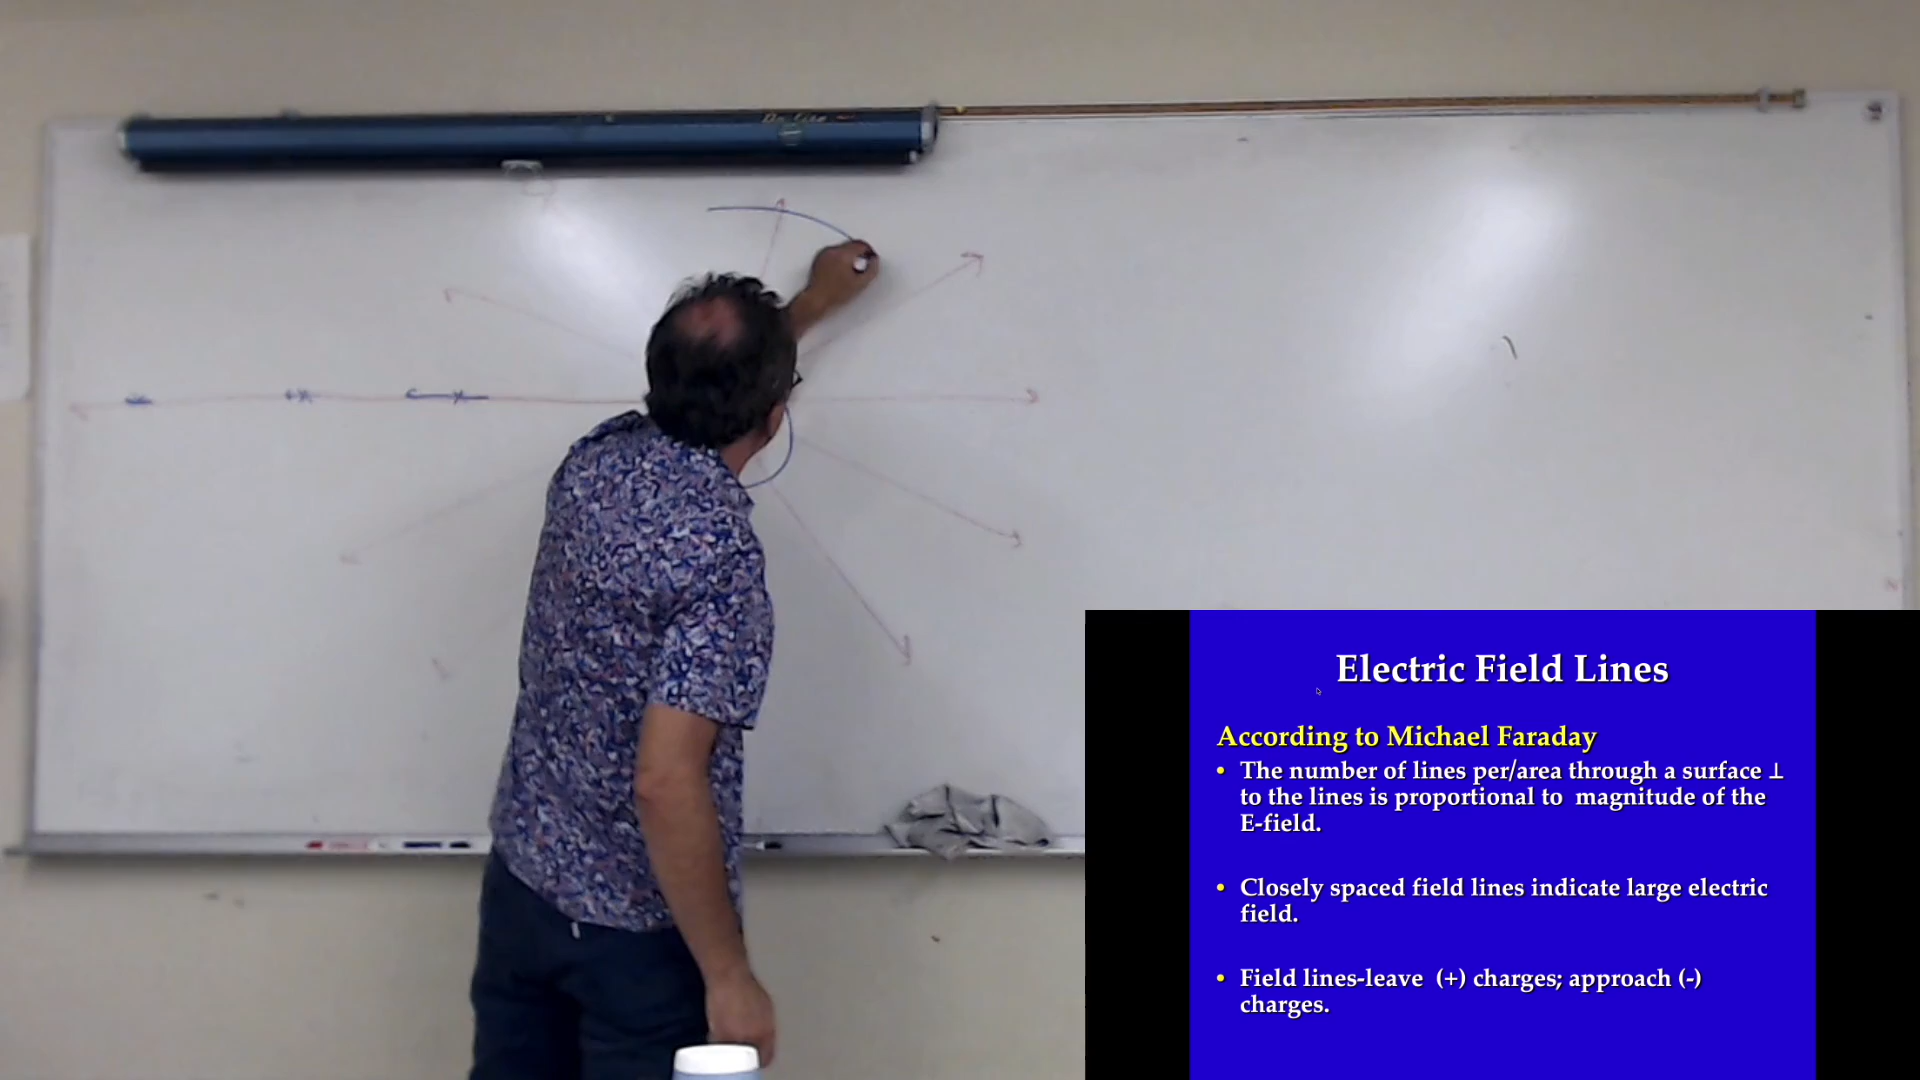 Da-Lite
Electric Field Lines
According to Michael Faraday
• The number of lines per/area through a surface ⊥
to the lines is proportional to magnitude of the
E-field.
• Closely spaced field lines indicate large electric
field.
• Field lines-leave (+) charges; approach (-)
charges.